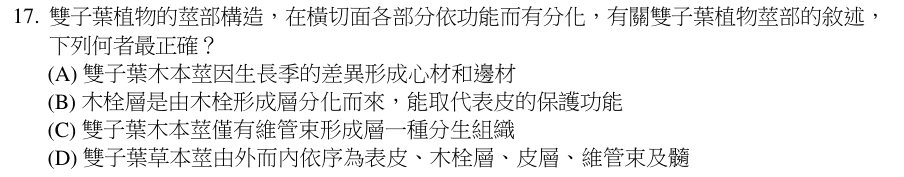 17. 雙子葉植物的莖部構造，在橫切面各部分依功能而有分化，有關雙子葉植物莖部的敘述，
下列何者最正確？
(A) 雙子葉木本莖因生長季的差異形成心材和邊材
(B) 木栓層是由木栓形成層分化而來，能取代表皮的保護功能
(C) 雙子葉木本莖僅有維管束形成層一種分生組織
(D) 雙子葉草本莖由外而內依序為表皮、木栓層、皮層、維管束及髓